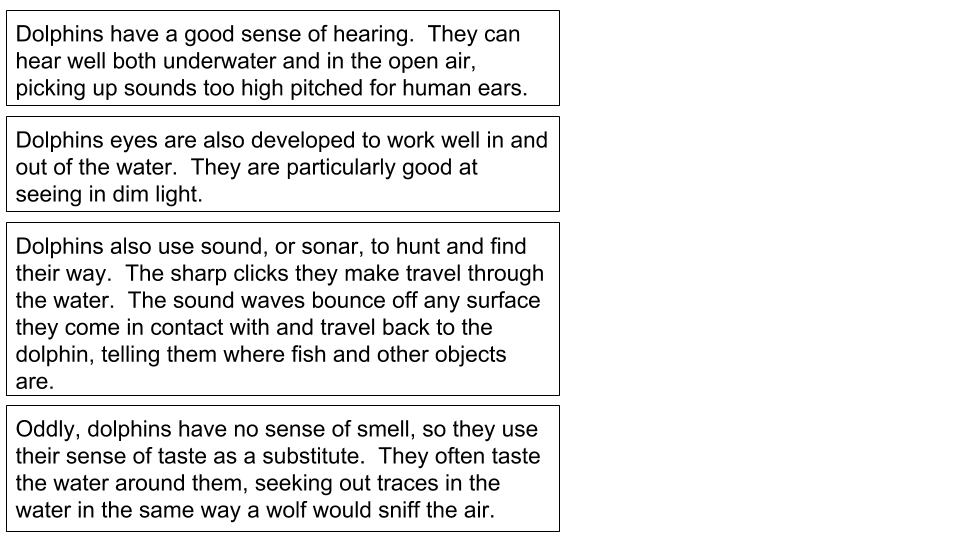 Dolphins have a good sense of hearing.  They can
hear well both underwater and in the open air,
picking up sounds too high pitched for human ears.
Dolphins eyes are also developed to work well in and
out of the water.  They are particularly good at
seeing in dim light.
Dolphins also use sound, or sonar, to hunt and find
their way.  The sharp clicks they make travel through
the water.  The sound waves bounce off any surface
they come in contact with and travel back to the
dolphin, telling them where fish and other objects
are.
Oddly, dolphins have no sense of smell, so they use
their sense of taste as a substitute.  They often taste
the water around them, seeking out traces in the
water in the same way a wolf would sniff the air.